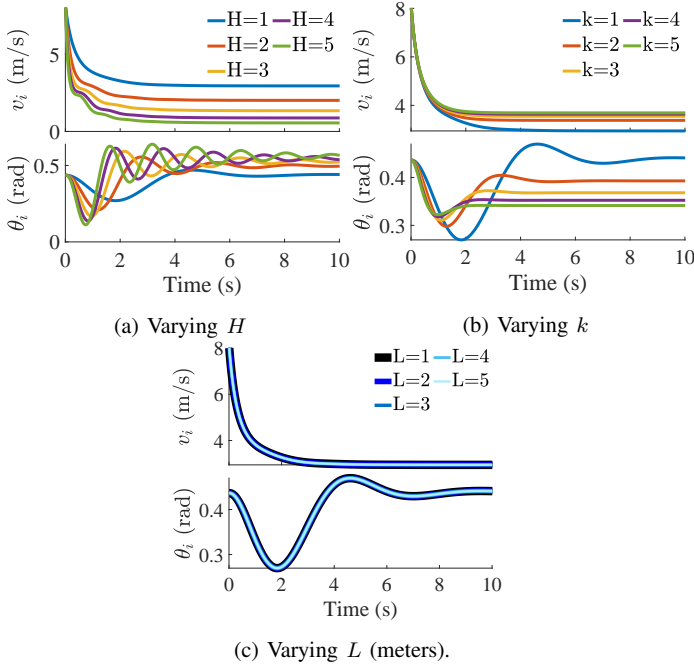 v_i (m/s)
5
0
H=1 H=4
H=2 H=5
H=3
θ_i (rad)
0.5
0
0 2 4 6 8 10
Time (s)
(a) Varying H
v_i (m/s)
8
6
4
k=1 k=4
k=2 k=5
k=3
θ_i (rad)
0.4
0.3
0 2 4 6 8 10
Time (s)
(b) Varying k
v_i (m/s)
8
6
4
L=1 L=4
L=2 L=5
L=3
θ_i (rad)
0.4
0.3
0 2 4 6 8 10
Time (s)
(c) Varying L (meters).